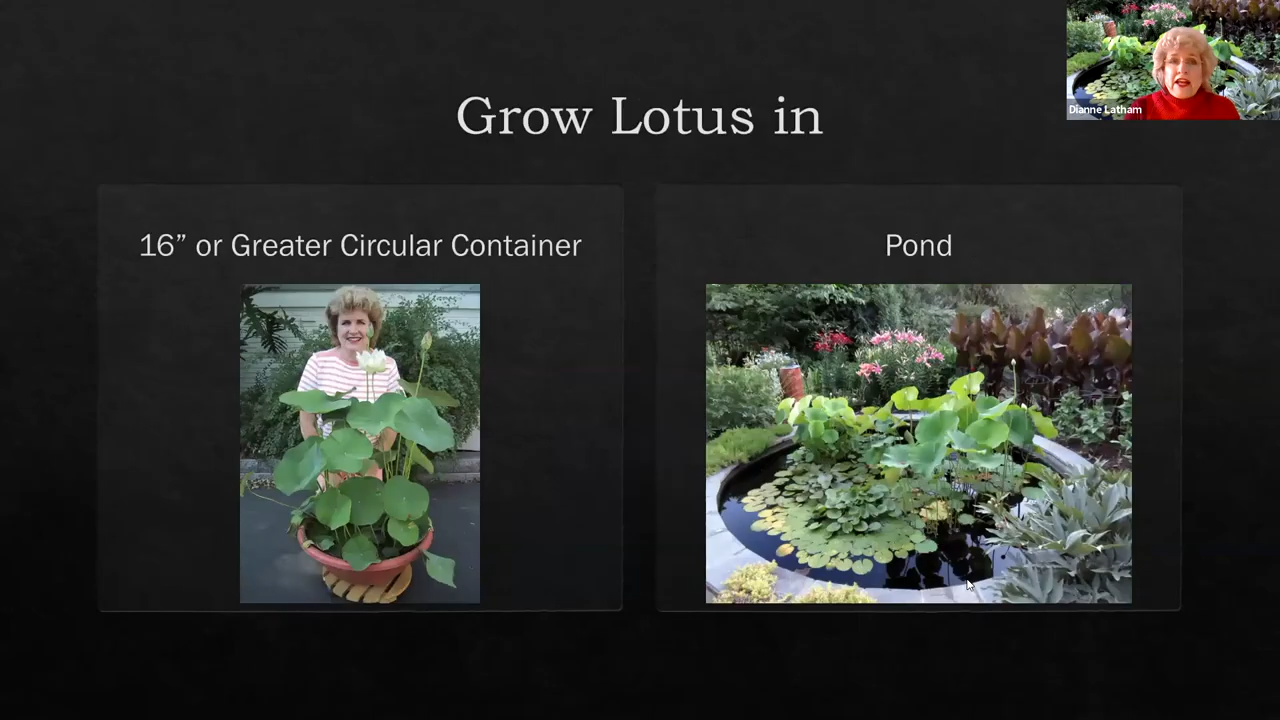 Dianne Latham
Grow Lotus in
16” or Greater Circular Container
Pond